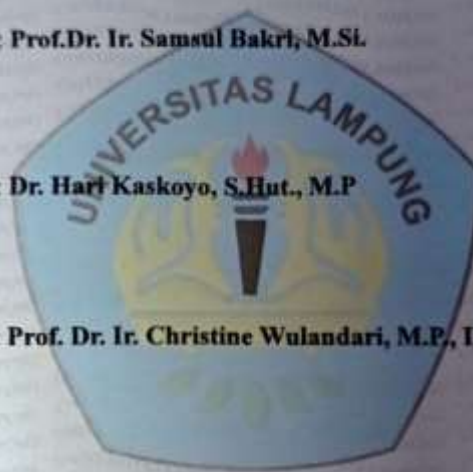 : Prof.Dr. Ir. Samsul Bakri, M.Si.
UNIVERSITAS LAMPUNG
: Dr. Hari Kaskoyo, S.Hut., M.P
: Prof. Dr. Ir. Christine Wulandari, M.P., I